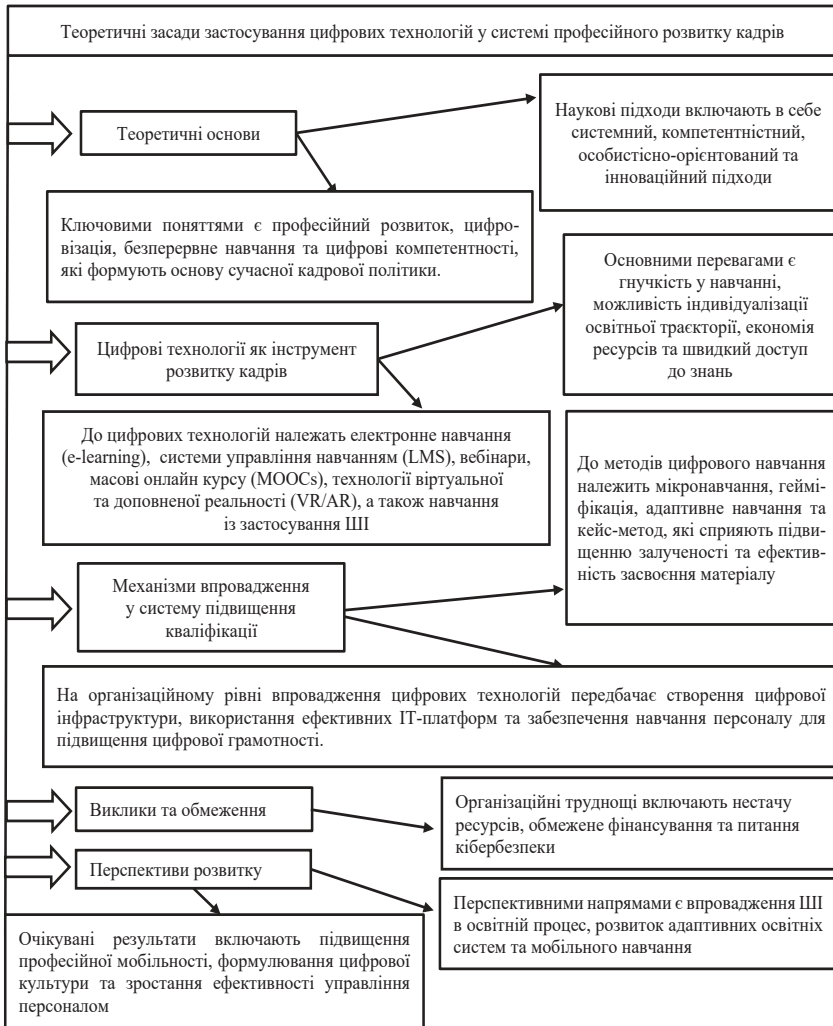 Теоретичні засади застосування цифрових технологій у системі професійного розвитку кадрів
Теоретичні основи
Наукові підходи включають в себе
системний, компетентністний,
особистісно-орієнтований та
інноваційний підходи
Ключовими поняттями є професійний розвиток, цифро-
візація, безперервне навчання та цифрові компетентності,
які формують основу сучасної кадрової політики.
Цифрові технології як інструмент
розвитку кадрів
Основними перевагами є
гнучкість у навчанні,
можливість індивідуалізації
освітньої траєкторії, економія
ресурсів та швидкий доступ
до знань
До цифрових технологій належать електронне навчання
(e-learning), системи управління навчанням (LMS), вебінари,
масові онлайн курсу (MOOCs), технології віртуальної
та доповненої реальності (VR/AR), а також навчання
із застосування ШІ
Механізми впровадження
у систему підвищення
кваліфікації
До методів цифрового навчання
належить мікронавчання, геймі-
фікація, адаптивне навчання та
кейс-метод, які сприяють підви-
щенню залученості та ефектив-
ність засвоєння матеріалу
На організаційному рівні впровадження цифрових технологій передбачає створення цифрової
інфраструктури, використання ефективних ІТ-платформ та забезпечення навчання персоналу для
підвищення цифрової грамотності.
Виклики та обмеження
Організаційні труднощі включають нестачу
ресурсів, обмежене фінансування та питання
кібербезпеки
Перспективи розвитку
Перспективними напрямами є впровадження ШІ
в освітній процес, розвиток адаптивних освітніх
систем та мобільного навчання
Очікувані результати включають підвищення
професійної мобільності, формулювання цифрової
культури та зростання ефективності управління
персоналом